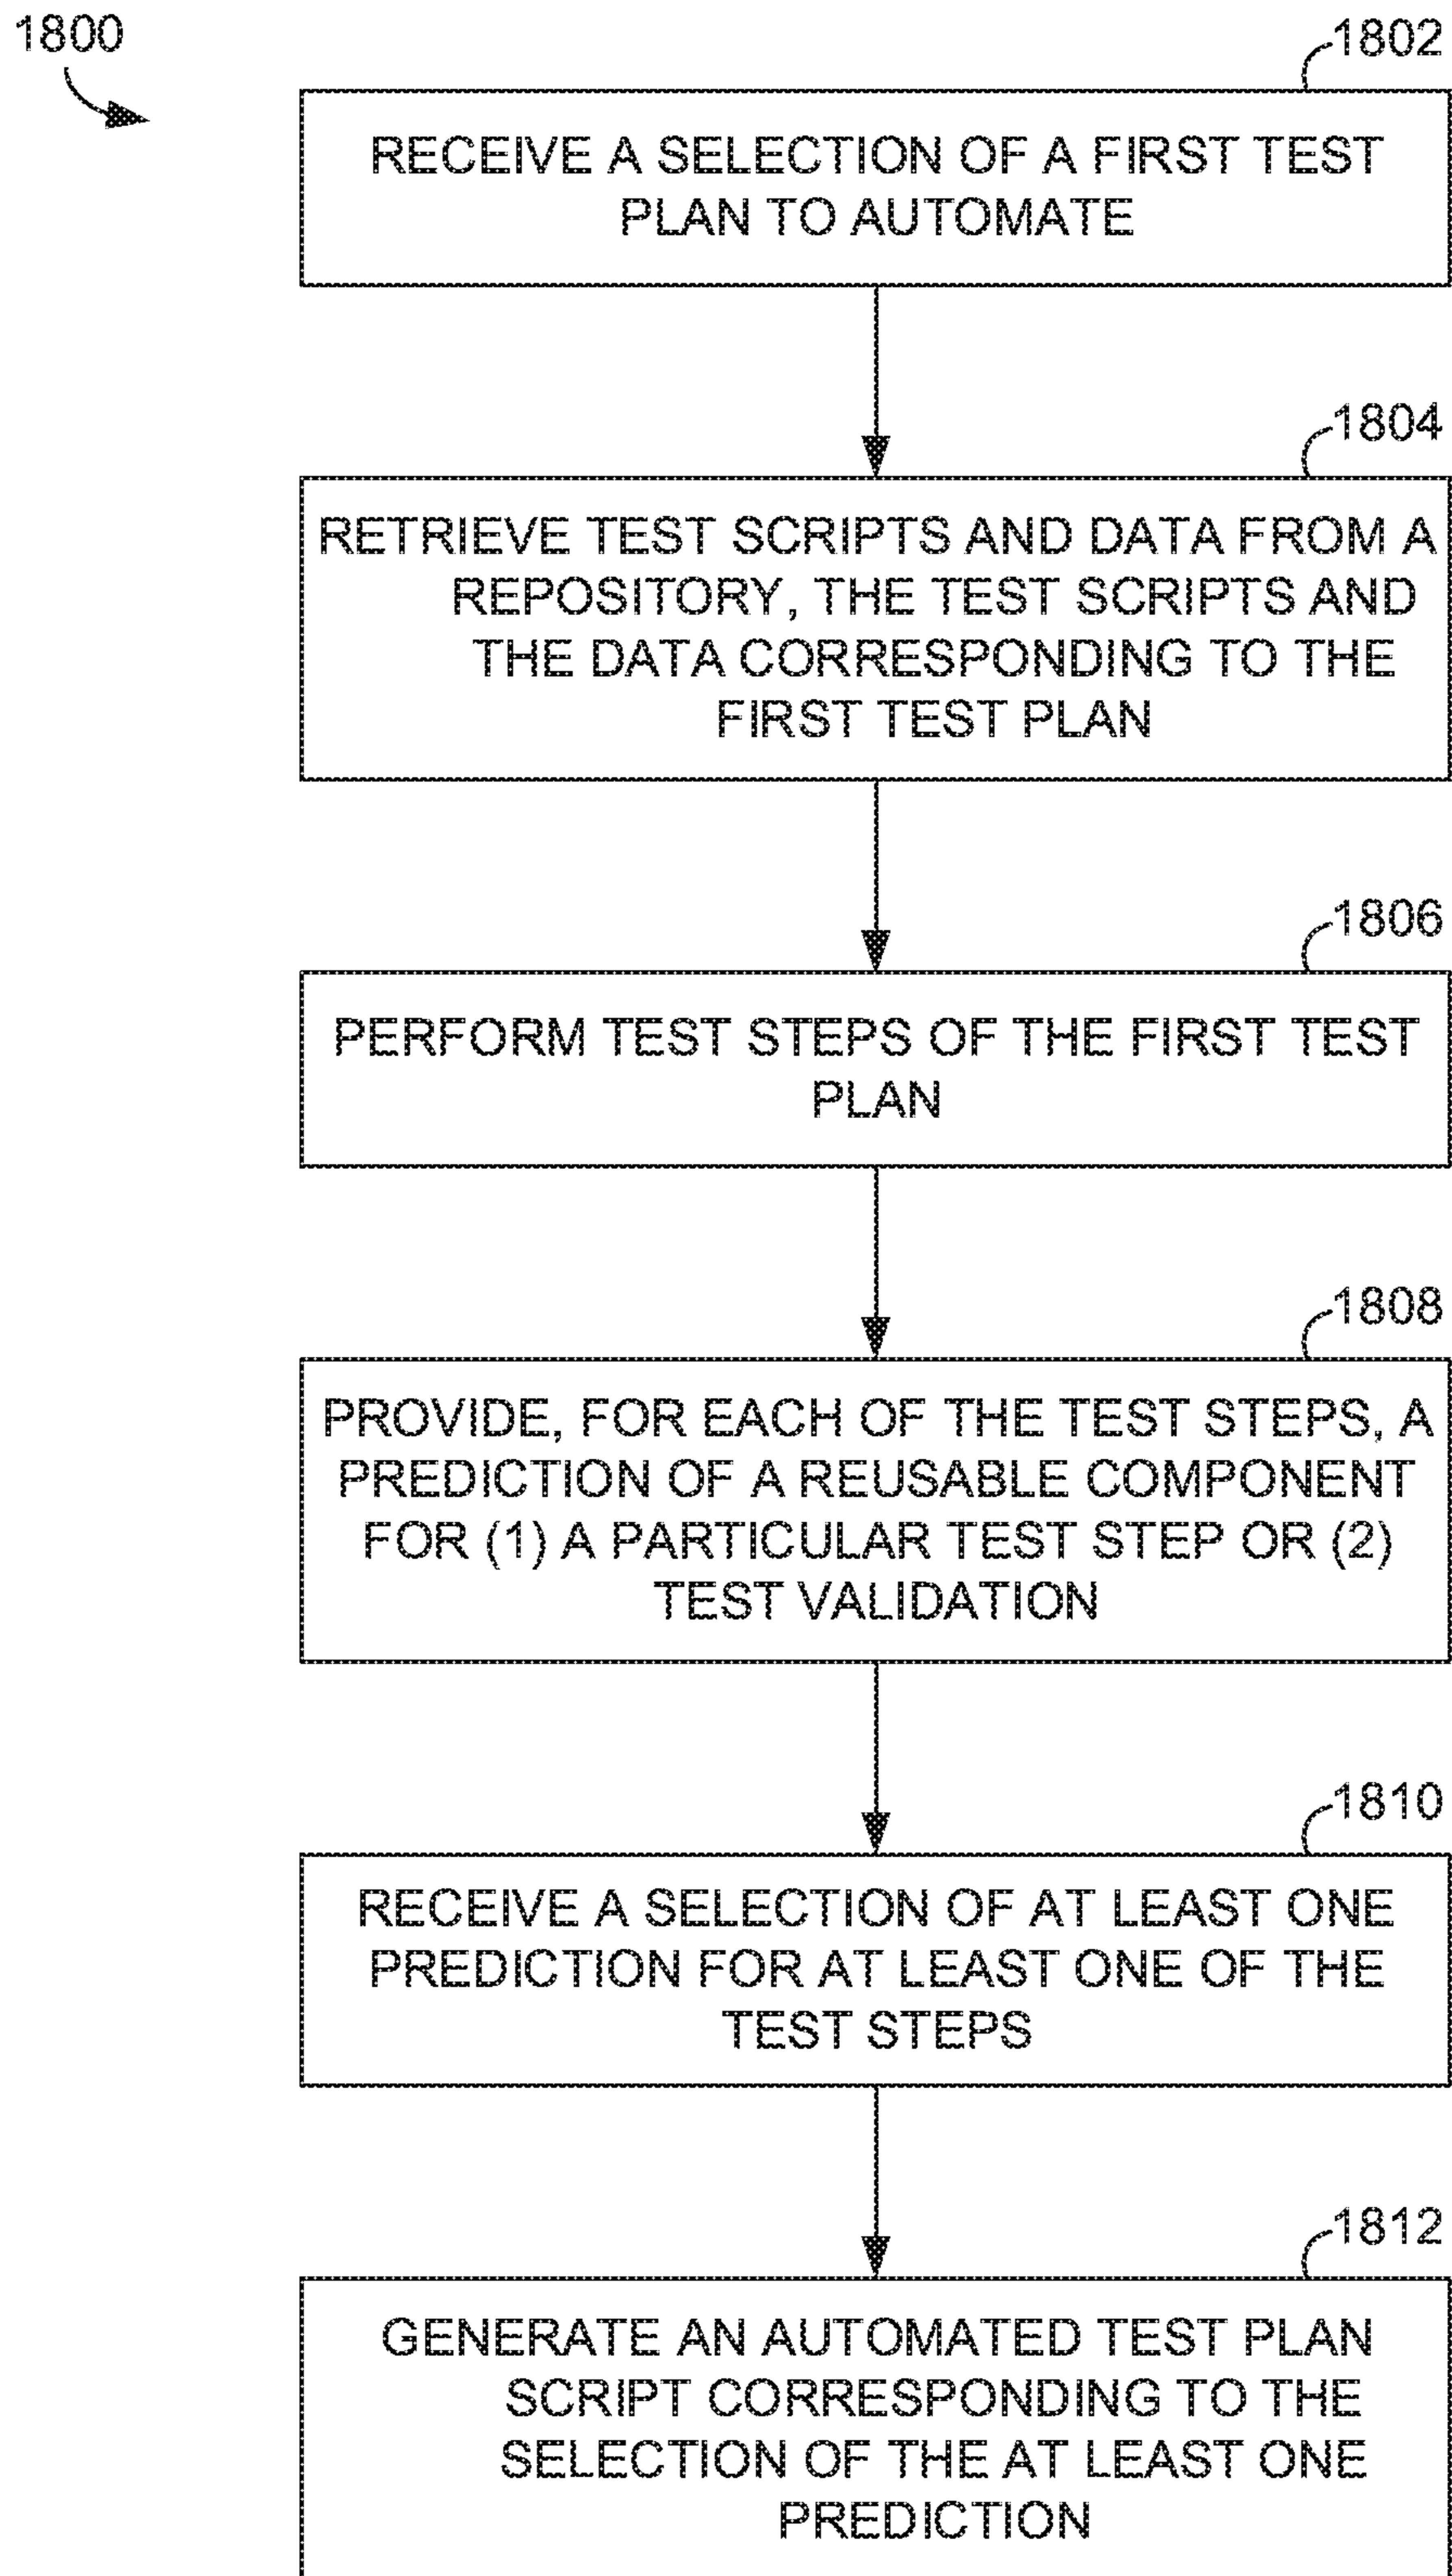 1800
1802
RECEIVE A SELECTION OF A FIRST TEST
PLAN TO AUTOMATE
1804
RETRIEVE TEST SCRIPTS AND DATA FROM A
REPOSITORY, THE TEST SCRIPTS AND
THE DATA CORRESPONDING TO THE
FIRST TEST PLAN
1806
PERFORM TEST STEPS OF THE FIRST TEST
PLAN
1808
PROVIDE, FOR EACH OF THE TEST STEPS, A
PREDICTION OF A REUSABLE COMPONENT
FOR (1) A PARTICULAR TEST STEP OR (2)
TEST VALIDATION
1810
RECEIVE A SELECTION OF AT LEAST ONE
PREDICTION FOR AT LEAST ONE OF THE
TEST STEPS
1812
GENERATE AN AUTOMATED TEST PLAN
SCRIPT CORRESPONDING TO THE
SELECTION OF THE AT LEAST ONE
PREDICTION